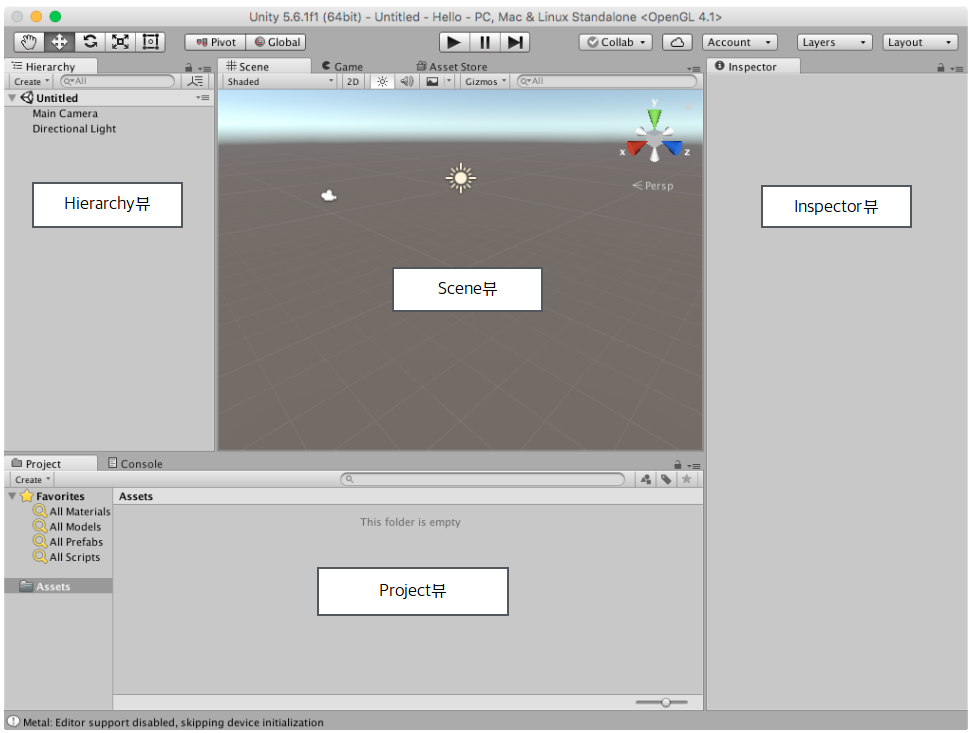 Unity 5.6.1f1 (64bit) - Untitled - Hello - PC, Mac & Linux Standalone <OpenGL 4.1>
Pivot Global Collab Account Layers Layout
Hierarchy
Create All
Untitled
Main Camera
Directional Light
Hierarchy뷰
Scene Game Asset Store
Shaded 2D Gizmos All
y
x z
Persp
Scene뷰
Inspector
Inspector뷰
Project Console
Create
Favorites
All Materials
All Models
All Prefabs
All Scripts
Assets
Assets
This folder is empty
Project뷰
Metal: Editor support disabled, skipping device initialization